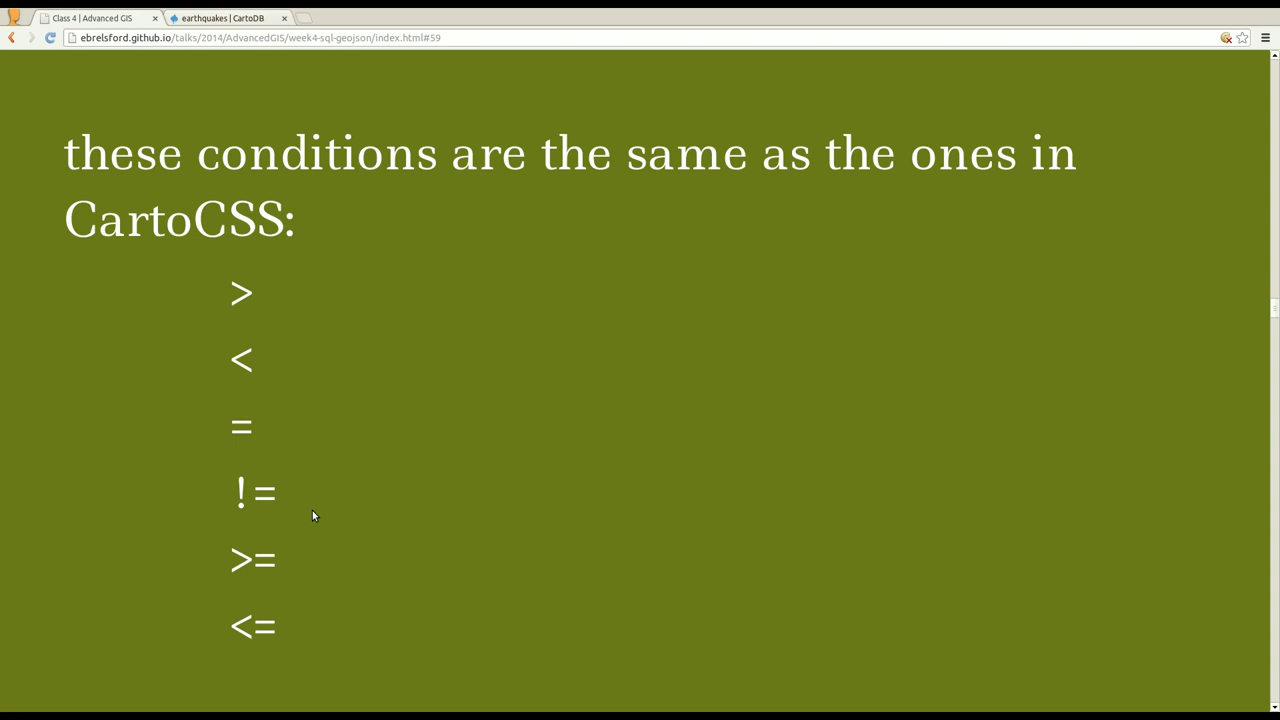 Class 4 | Advanced GIS
earthquakes | CartoDB
ebrelsford.github.io/talks/2014/AdvancedGIS/week4-sql-geojson/index.html#59
these conditions are the same as the ones in
CartoCSS:
>
<
=
!=
>=
<=